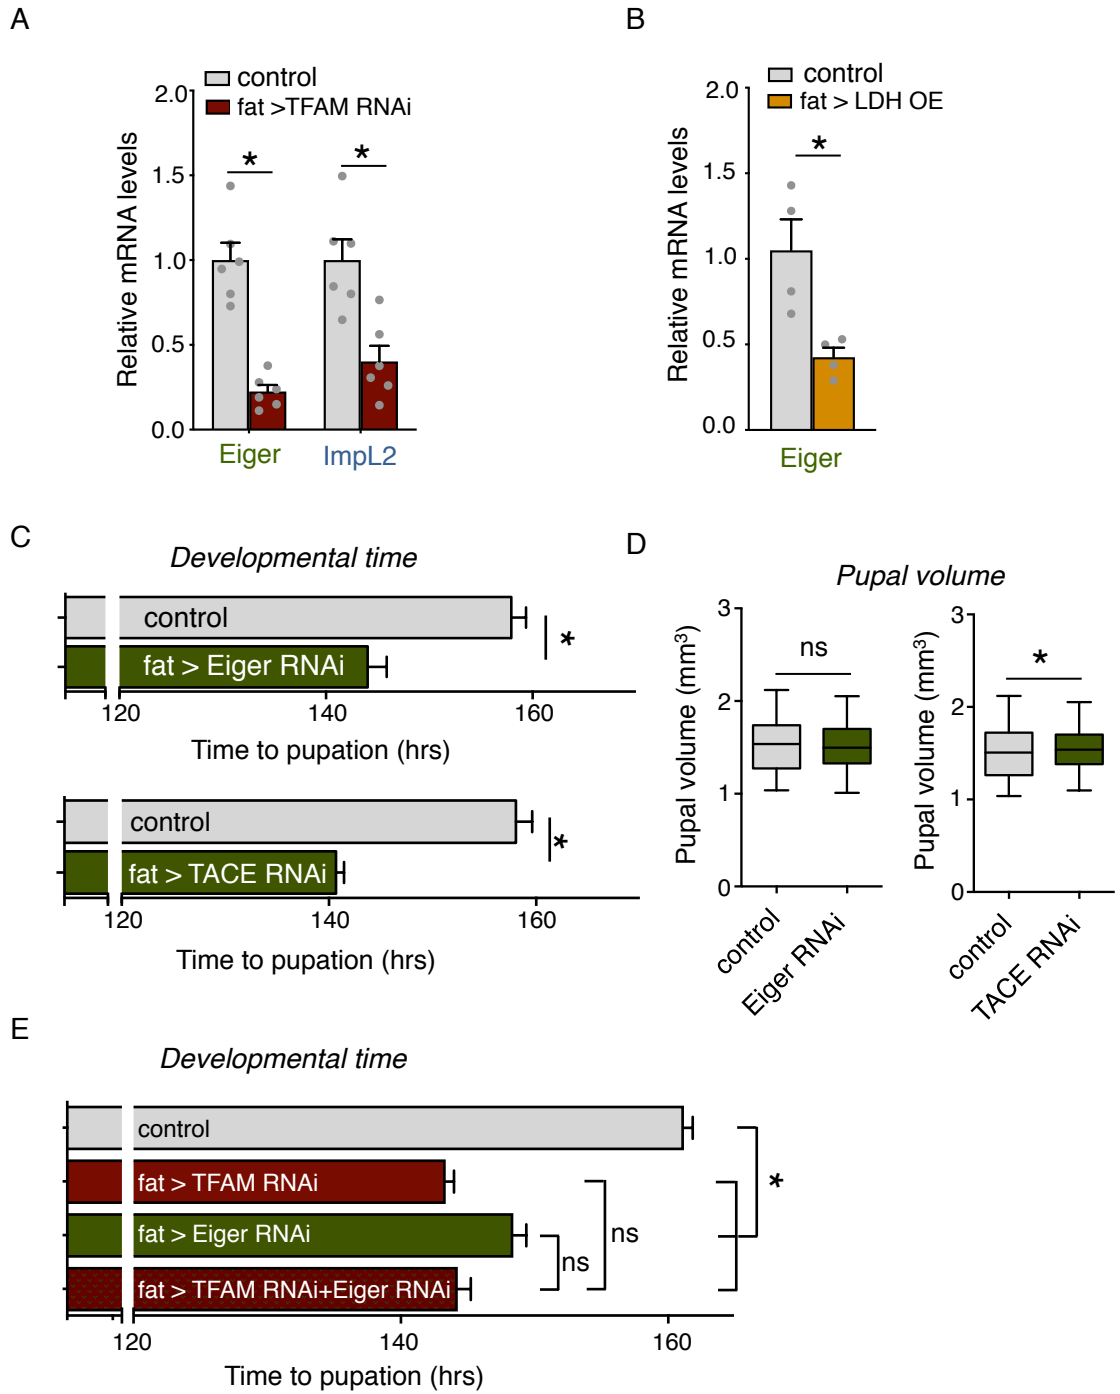 A
control
fat >TFAM RNAi
Relative mRNA levels
2.0
1.5
1.0
0.5
0.0
*
*
Eiger
ImpL2
B
control
fat > LDH OE
Relative mRNA levels
2.0
1.5
1.0
0.5
0.0
*
Eiger
C
Developmental time
control
fat > Eiger RNAi
*
120
140
160
Time to pupation (hrs)
control
fat > TACE RNAi
*
120
140
160
Time to pupation (hrs)
D
Pupal volume
Pupal volume (mm³)
3
2
1
0
ns
control
Eiger RNAi
Pupal volume (mm³)
3
2
1
0
*
control
TACE RNAi
E
Developmental time
control
fat > TFAM RNAi
fat > Eiger RNAi
fat > TFAM RNAi+Eiger RNAi
ns
ns
*
120
140
160
Time to pupation (hrs)